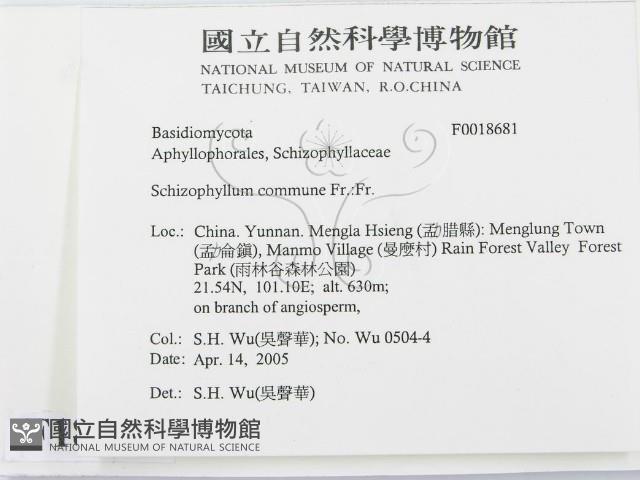 國立自然科學博物館
NATIONAL MUSEUM OF NATURAL SCIENCE
TAICHUNG, TAIWAN, R.O.CHINA
Basidiomycota F0018681
Aphyllophorales, Schizophyllaceae
Schizophyllum commune Fr.:Fr.
Loc.: China. Yunnan. Mengla Hsieng (孟腊縣): Menglung Town
(孟侖鎮), Manmo Village (曼麼村) Rain Forest Valley Forest
Park (雨林谷森林公園)
21.54N, 101.10E; alt. 630m;
on branch of angiosperm,
Col.: S.H. Wu(吳聲華); No. Wu 0504-4
Date: Apr. 14, 2005
Det.: S.H. Wu(吳聲華)
國立自然科學博物館
NATIONAL MUSEUM OF NATURAL SCIENCE